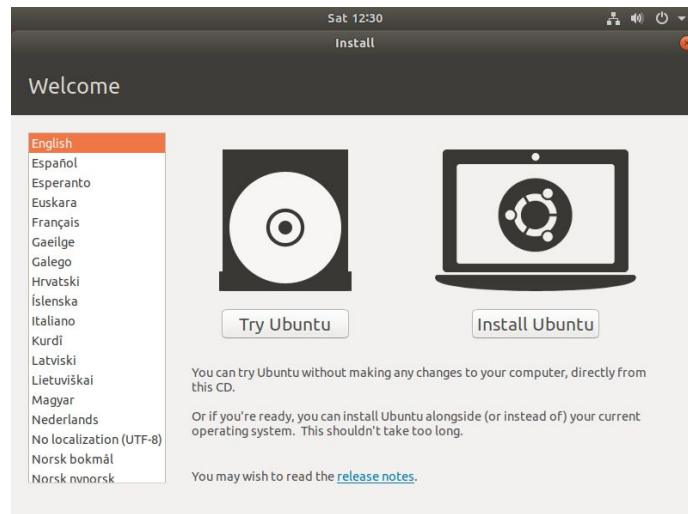 Sat 12:30
Install
Welcome
English
Español
Esperanto
Euskara
Français
Gaeilge
Galego
Hrvatski
Íslenska
Italiano
Kurdî
Latviski
Lietuviškai
Magyar
Nederlands
No localization (UTF-8)
Norsk bokmål
Norsk nynorsk
Try Ubuntu
Install Ubuntu
You can try Ubuntu without making any changes to your computer, directly from
this CD.
Or if you're ready, you can install Ubuntu alongside (or instead of) your current
operating system. This shouldn't take too long.
You may wish to read the release notes.